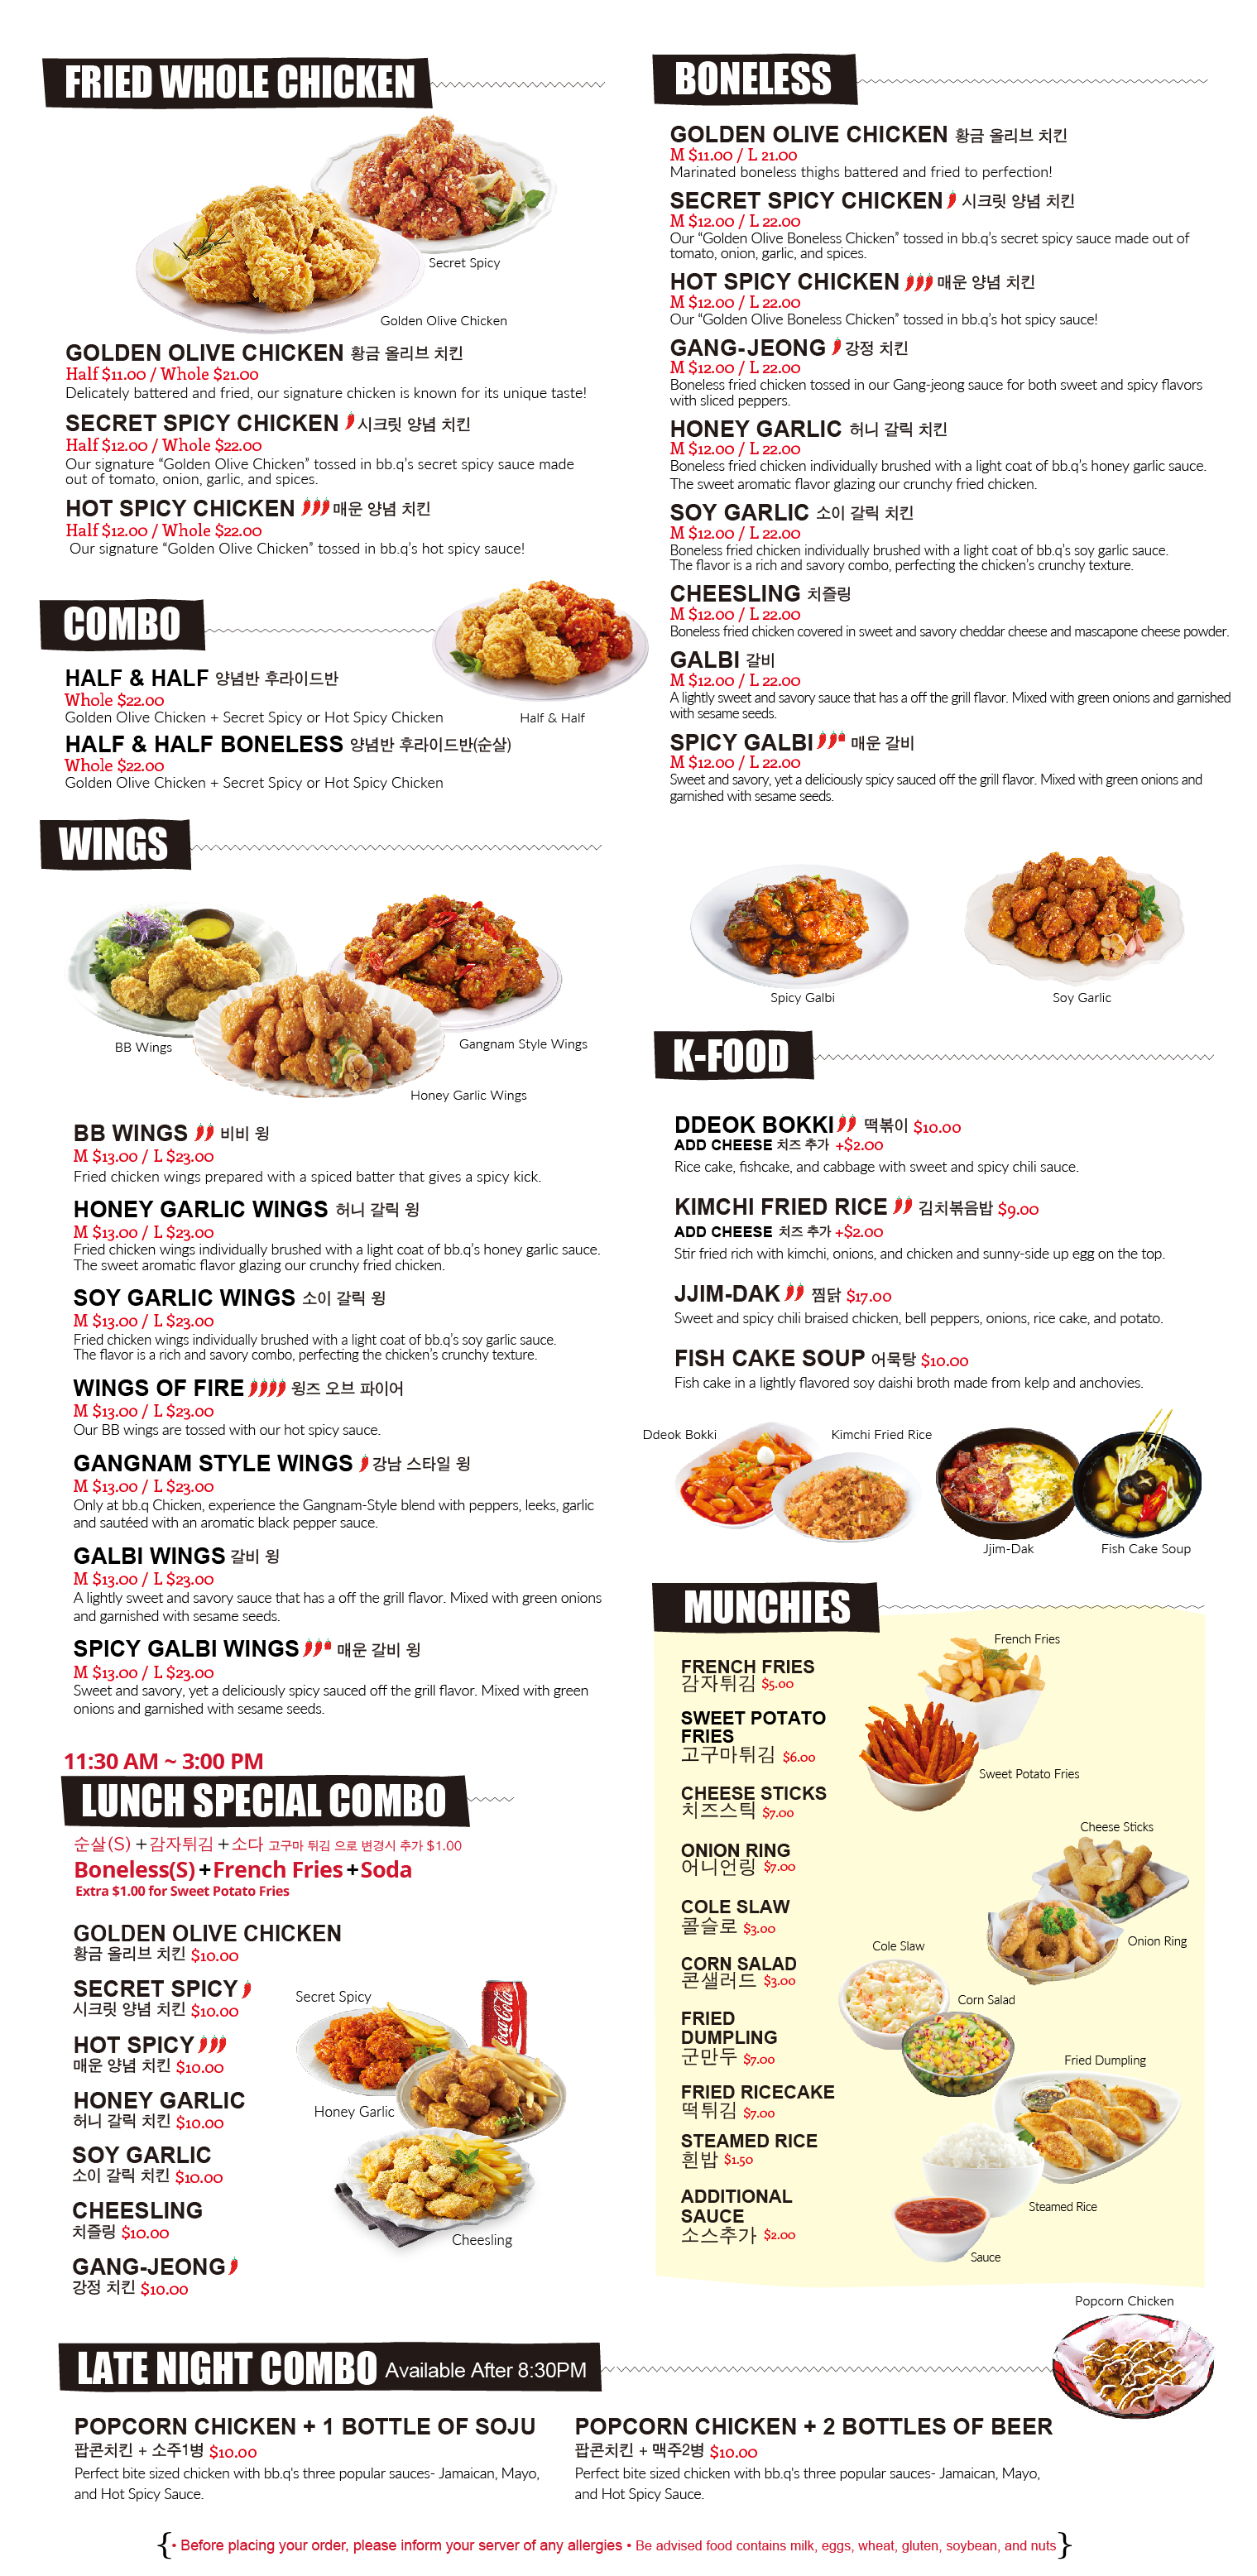 FRIED WHOLE CHICKEN
Secret Spicy
Golden Olive Chicken
GOLDEN OLIVE CHICKEN 황금 올리브 치킨
Half $11.00 / Whole $21.00
Delicately battered and fried, our signature chicken is known for its unique taste!
SECRET SPICY CHICKEN 시크릿 양념 치킨
Half $12.00 / Whole $22.00
Our signature “Golden Olive Chicken” tossed in bb.q’s secret spicy sauce made
out of tomato, onion, garlic, and spices.
HOT SPICY CHICKEN 매운 양념 치킨
Half $12.00 / Whole $22.00
Our signature “Golden Olive Chicken” tossed in bb.q’s hot spicy sauce!
COMBO
HALF & HALF 양념반 후라이드반
Whole $22.00
Golden Olive Chicken + Secret Spicy or Hot Spicy Chicken
Half & Half
HALF & HALF BONELESS 양념반 후라이드반(순살)
Whole $22.00
Golden Olive Chicken + Secret Spicy or Hot Spicy Chicken
WINGS
BB Wings
Gangnam Style Wings
Honey Garlic Wings
BB WINGS 비비 윙
M $13.00 / L $23.00
Fried chicken wings prepared with a spiced batter that gives a spicy kick.
HONEY GARLIC WINGS 허니 갈릭 윙
M $13.00 / L $23.00
Fried chicken wings individually brushed with a light coat of bb.q’s honey garlic sauce.
The sweet aromatic flavor glazing our crunchy fried chicken.
SOY GARLIC WINGS 소이 갈릭 윙
M $13.00 / L $23.00
Fried chicken wings individually brushed with a light coat of bb.q’s soy garlic sauce.
The flavor is a rich and savory combo, perfecting the chicken’s crunchy texture.
WINGS OF FIRE 윙즈 오브 파이어
M $13.00 / L $23.00
Our BB wings are tossed with our hot spicy sauce.
GANGNAM STYLE WINGS 강남 스타일 윙
M $13.00 / L $23.00
Only at bb.q Chicken, experience the Gangnam-Style blend with peppers, leeks, garlic
and sautéed with an aromatic black pepper sauce.
GALBI WINGS 갈비 윙
M $13.00 / L $23.00
A lightly sweet and savory sauce that has a off the grill flavor. Mixed with green onions
and garnished with sesame seeds.
SPICY GALBI WINGS 매운 갈비 윙
M $13.00 / L $23.00
Sweet and savory, yet a deliciously spicy sauced off the grill flavor. Mixed with green
onions and garnished with sesame seeds.
11:30 AM ~ 3:00 PM
LUNCH SPECIAL COMBO
순살(S) +감자튀김 +소다 고구마 튀김 으로 변경시 추가 $1.00
Boneless(S)+French Fries+Soda
Extra $1.00 for Sweet Potato Fries
GOLDEN OLIVE CHICKEN
황금 올리브 치킨 $10.00
SECRET SPICY
시크릿 양념 치킨 $10.00
HOT SPICY
매운 양념 치킨 $10.00
HONEY GARLIC
허니 갈릭 치킨 $10.00
SOY GARLIC
소이 갈릭 치킨 $10.00
CHEESLING
치즐링 $10.00
GANG-JEONG
강정 치킨 $10.00
Secret Spicy
Coca-Cola
Honey Garlic
Cheesling
BONELESS
GOLDEN OLIVE CHICKEN 황금 올리브 치킨
M $11.00 / L 21.00
Marinated boneless thighs battered and fried to perfection!
SECRET SPICY CHICKEN 시크릿 양념 치킨
M $12.00 / L 22.00
Our “Golden Olive Boneless Chicken” tossed in bb.q’s secret spicy sauce made out of
tomato, onion, garlic, and spices.
HOT SPICY CHICKEN 매운 양념 치킨
M $12.00 / L 22.00
Our “Golden Olive Boneless Chicken” tossed in bb.q’s hot spicy sauce!
GANG-JEONG 강정 치킨
M $12.00 / L 22.00
Boneless fried chicken tossed in our Gang-jeong sauce for both sweet and spicy flavors
with sliced peppers.
HONEY GARLIC 허니 갈릭 치킨
M $12.00 / L 22.00
Boneless fried chicken individually brushed with a light coat of bb.q’s honey garlic sauce.
The sweet aromatic flavor glazing our crunchy fried chicken.
SOY GARLIC 소이 갈릭 치킨
M $12.00 / L 22.00
Boneless fried chicken individually brushed with a light coat of bb.q’s soy garlic sauce.
The flavor is a rich and savory combo, perfecting the chicken’s crunchy texture.
CHEESLING 치즐링
M $12.00 / L 22.00
Boneless fried chicken covered in sweet and savory cheddar cheese and mascapone cheese powder.
GALBI 갈비
M $12.00 / L 22.00
A lightly sweet and savory sauce that has a off the grill flavor. Mixed with green onions and garnished
with sesame seeds.
SPICY GALBI 매운 갈비
M $12.00 / L 22.00
Sweet and savory, yet a deliciously spicy sauced off the grill flavor. Mixed with green onions and
garnished with sesame seeds.
Spicy Galbi
Soy Garlic
K-FOOD
DDEOK BOKKI 떡볶이 $10.00
ADD CHEESE 치즈 추가 +$2.00
Rice cake, fishcake, and cabbage with sweet and spicy chili sauce.
KIMCHI FRIED RICE 김치볶음밥 $9.00
ADD CHEESE 치즈 추가 +$2.00
Stir fried rich with kimchi, onions, and chicken and sunny-side up egg on the top.
JJIM-DAK 찜닭 $17.00
Sweet and spicy chili braised chicken, bell peppers, onions, rice cake, and potato.
FISH CAKE SOUP 어묵탕 $10.00
Fish cake in a lightly flavored soy daishi broth made from kelp and anchovies.
Ddeok Bokki
Kimchi Fried Rice
Jjim-Dak
Fish Cake Soup
MUNCHIES
FRENCH FRIES
감자튀김 $5.00
SWEET POTATO
FRIES
고구마튀김 $6.00
CHEESE STICKS
치즈스틱 $7.00
ONION RING
어니언링 $7.00
COLE SLAW
콜슬로 $3.00
CORN SALAD
콘샐러드 $3.00
FRIED
DUMPLING
군만두 $7.00
FRIED RICECAKE
떡튀김 $7.00
STEAMED RICE
흰밥 $1.50
ADDITIONAL
SAUCE
소스추가 $2.00
French Fries
Sweet Potato Fries
Cheese Sticks
Onion Ring
Cole Slaw
Corn Salad
Fried Dumpling
Steamed Rice
Sauce
Popcorn Chicken
LATE NIGHT COMBO Available After 8:30PM
POPCORN CHICKEN + 1 BOTTLE OF SOJU
팝콘치킨 + 소주1병 $10.00
Perfect bite sized chicken with bb.q's three popular sauces- Jamaican, Mayo,
and Hot Spicy Sauce.
POPCORN CHICKEN + 2 BOTTLES OF BEER
팝콘치킨 + 맥주2병 $10.00
Perfect bite sized chicken with bb.q's three popular sauces- Jamaican, Mayo,
and Hot Spicy Sauce.
{• Before placing your order, please inform your server of any allergies • Be advised food contains milk, eggs, wheat, gluten, soybean, and nuts}